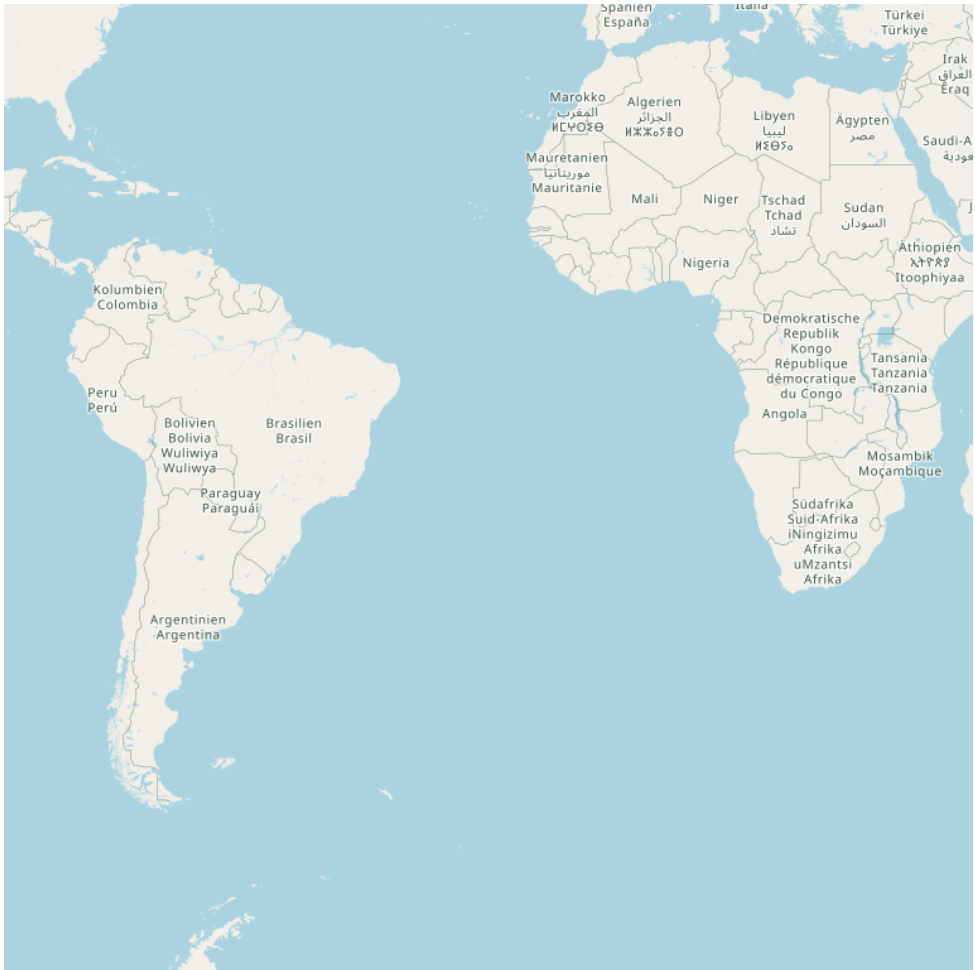 Spanien
España
Italia
Türkei
Türkiye
Irak
العراق
Êraq
Marokko
المغرب
ⵍⵎⵖⵔⵉⴱ
Algerien
الجزائر
ⵍⵣⵣⴰⵢⴻⵔ
Libyen
ليبيا
ⵍⵉⴱⵢⴰ
Ägypten
مصر
Saudi-A
Mauretanien
موريتانيا
Mauritanie
Mali
Niger
Tschad
Tchad
تشاد
Sudan
السودان
Äthiopien
ኢትዮጵያ
Itoophiyaa
Nigeria
Kolumbien
Colombia
Demokratische
Republik
Kongo
République
démocratique
du Congo
Tansania
Tanzania
Tanzania
Peru
Perú
Angola
Bolivien
Bolivia
Wuliwiya
Wuliwya
Brasilien
Brasil
Mosambik
Moçambique
Paraguay
Paraguái
Südafrika
Suid-Afrika
iNingizimu
Afrika
uMzantsi
Afrika
Argentinien
Argentina